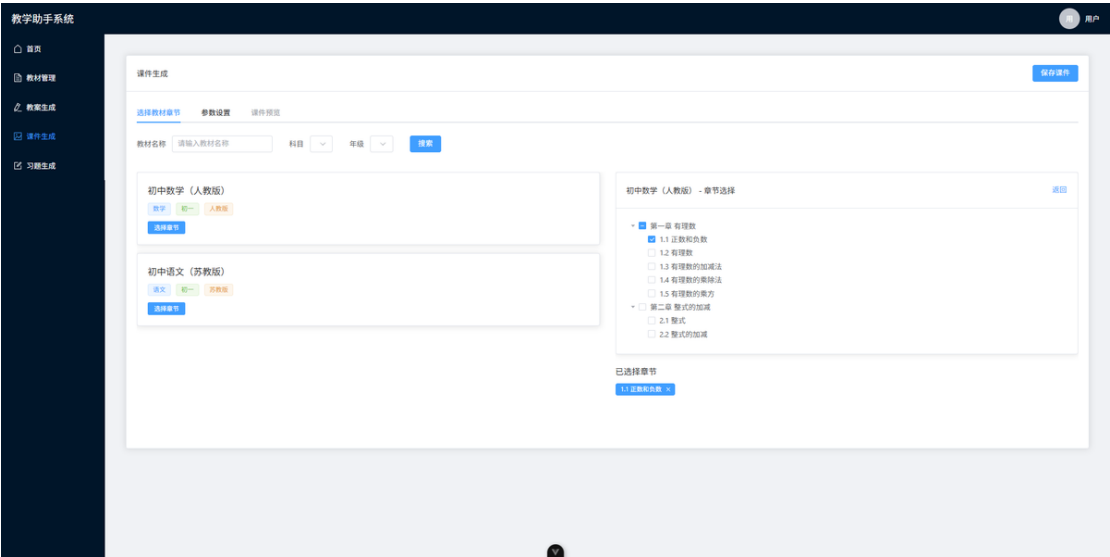 教学助手系统
用 用户
首页
教材管理
教案生成
课件生成
习题生成
课件生成
保存课件
选择教材章节 参数设置 课件预览
教材名称 请输入教材名称 科目 年级 搜索
初中数学（人教版）
数学 初一 人教版
选择章节
初中语文（苏教版）
语文 初一 苏教版
选择章节
初中数学（人教版） - 章节选择
返回
第一章 有理数
1.1 正数和负数
1.2 有理数
1.3 有理数的加减法
1.4 有理数的乘除法
1.5 有理数的乘方
第二章 整式的加减
2.1 整式
2.2 整式的加减
已选择章节
1.1 正数和负数 ×